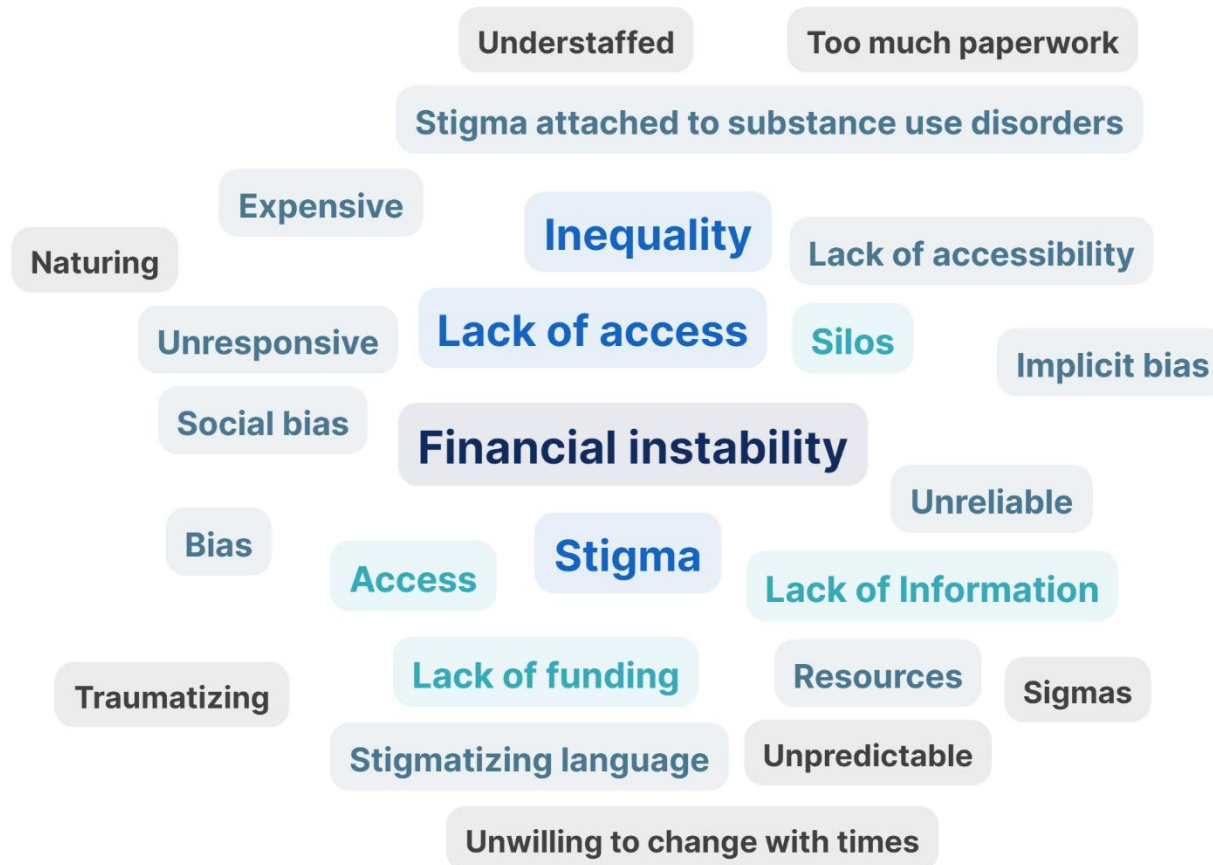 Understaffed
Too much paperwork
Stigma attached to substance use disorders
Expensive
Inequality
Lack of accessibility
Naturing
Unresponsive
Lack of access
Silos
Implicit bias
Social bias
Financial instability
Unreliable
Bias
Access
Stigma
Lack of Information
Traumatizing
Lack of funding
Resources
Sigmas
Stigmatizing language
Unpredictable
Unwilling to change with times